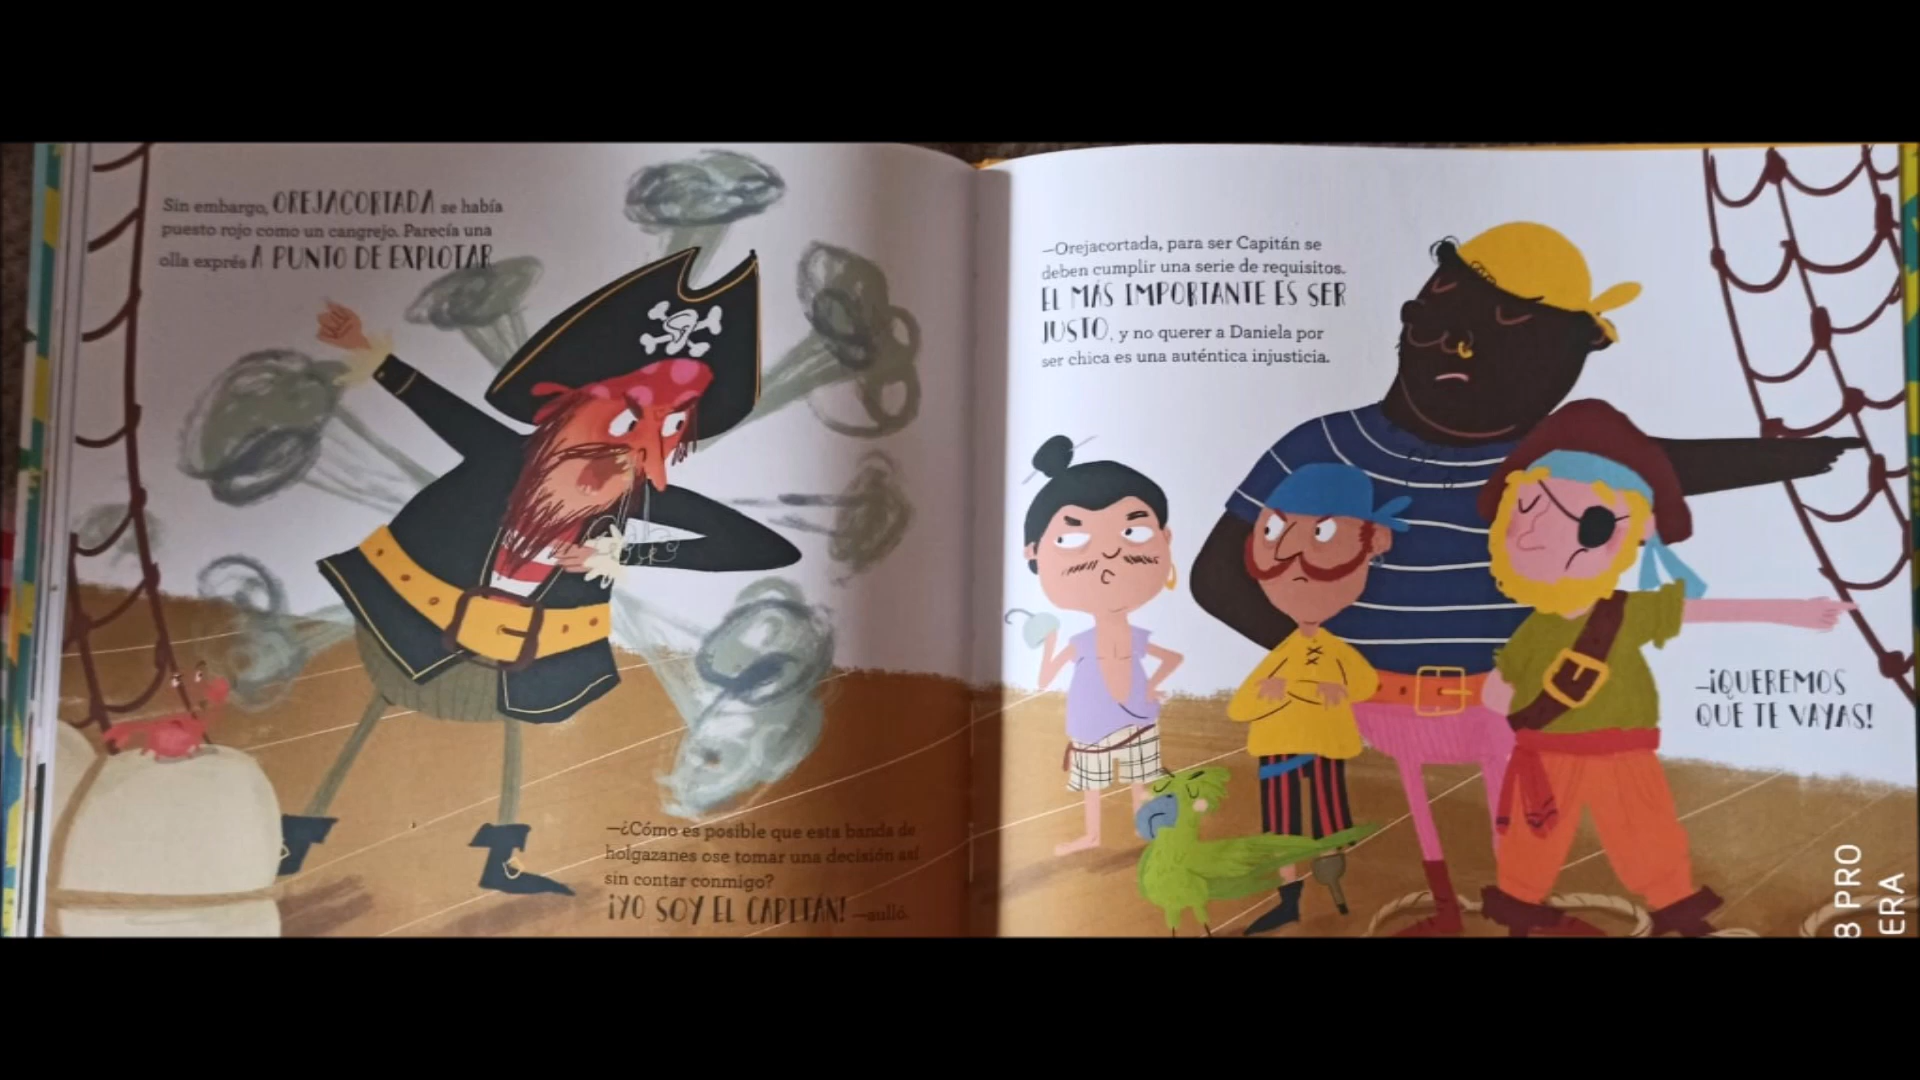 Sin embargo, OREJACORTADA se había
puesto rojo como un cangrejo. Parecía una
olla exprés A PUNTO DE EXPLOTAR
—¿Cómo es posible que esta banda de
holgazanes ose tomar una decisión así
sin contar conmigo?
¡YO SOY EL CAPITÁN! —aulló.
—Orejacortada, para ser Capitán se
deben cumplir una serie de requisitos.
EL MÁS IMPORTANTE ES SER
JUSTO, y no querer a Daniela por
ser chica es una auténtica injusticia.
—¡QUEREMOS
QUE TE VAYAS!
8 PRO
ERA